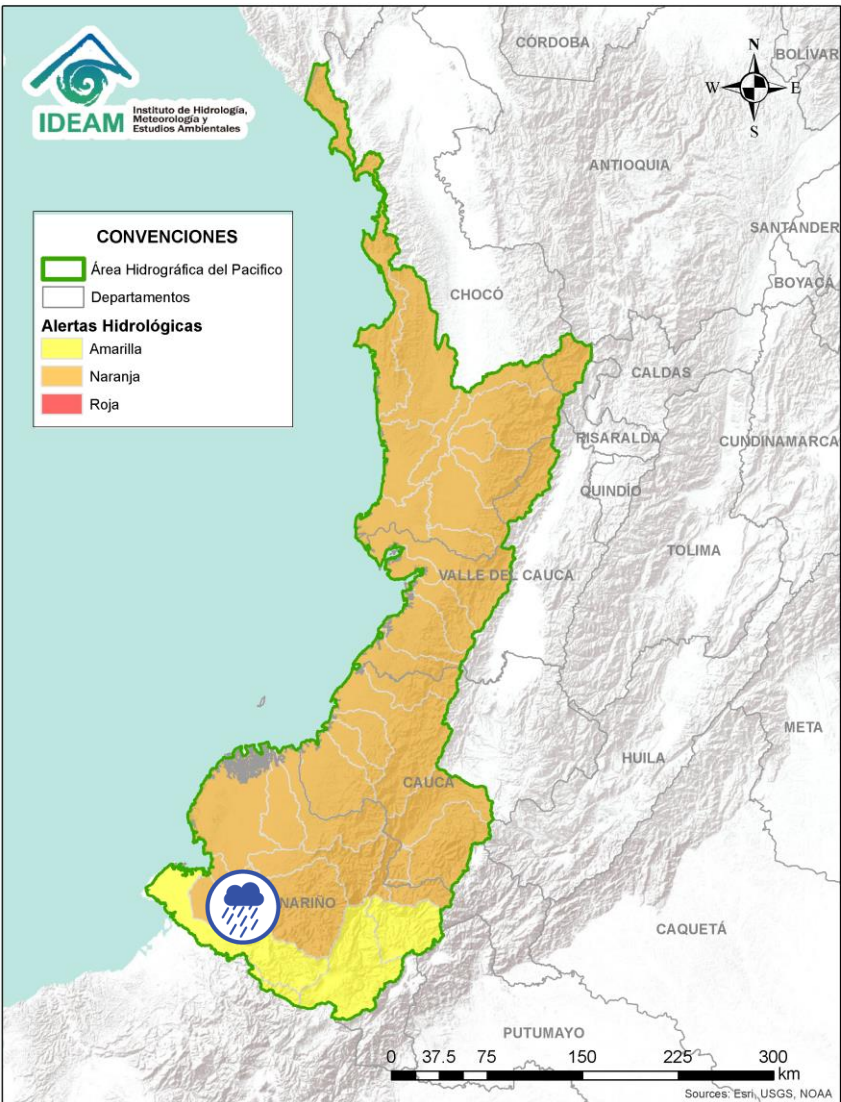 IDEAM
Instituto de Hidrología,
Meteorología y
Estudios Ambientales
N
W
E
S
CÓRDOBA
BOLIVAR
ANTIOQUIA
SANTANDER
BOYACÁ
CHOCÓ
CALDAS
RISARALDA
CUNDINAMARCA
QUINDÍO
TOLIMA
VALLE DEL CAUCA
META
HUILA
CAUCA
NARIÑO
CAQUETÁ
PUTUMAYO
CONVENCIONES
Área Hidrográfica del Pacifico
Departamentos
Alertas Hidrológicas
Amarilla
Naranja
Roja
0 37.5 75 150 225 300
km
Sources: Esri, USGS, NOAA